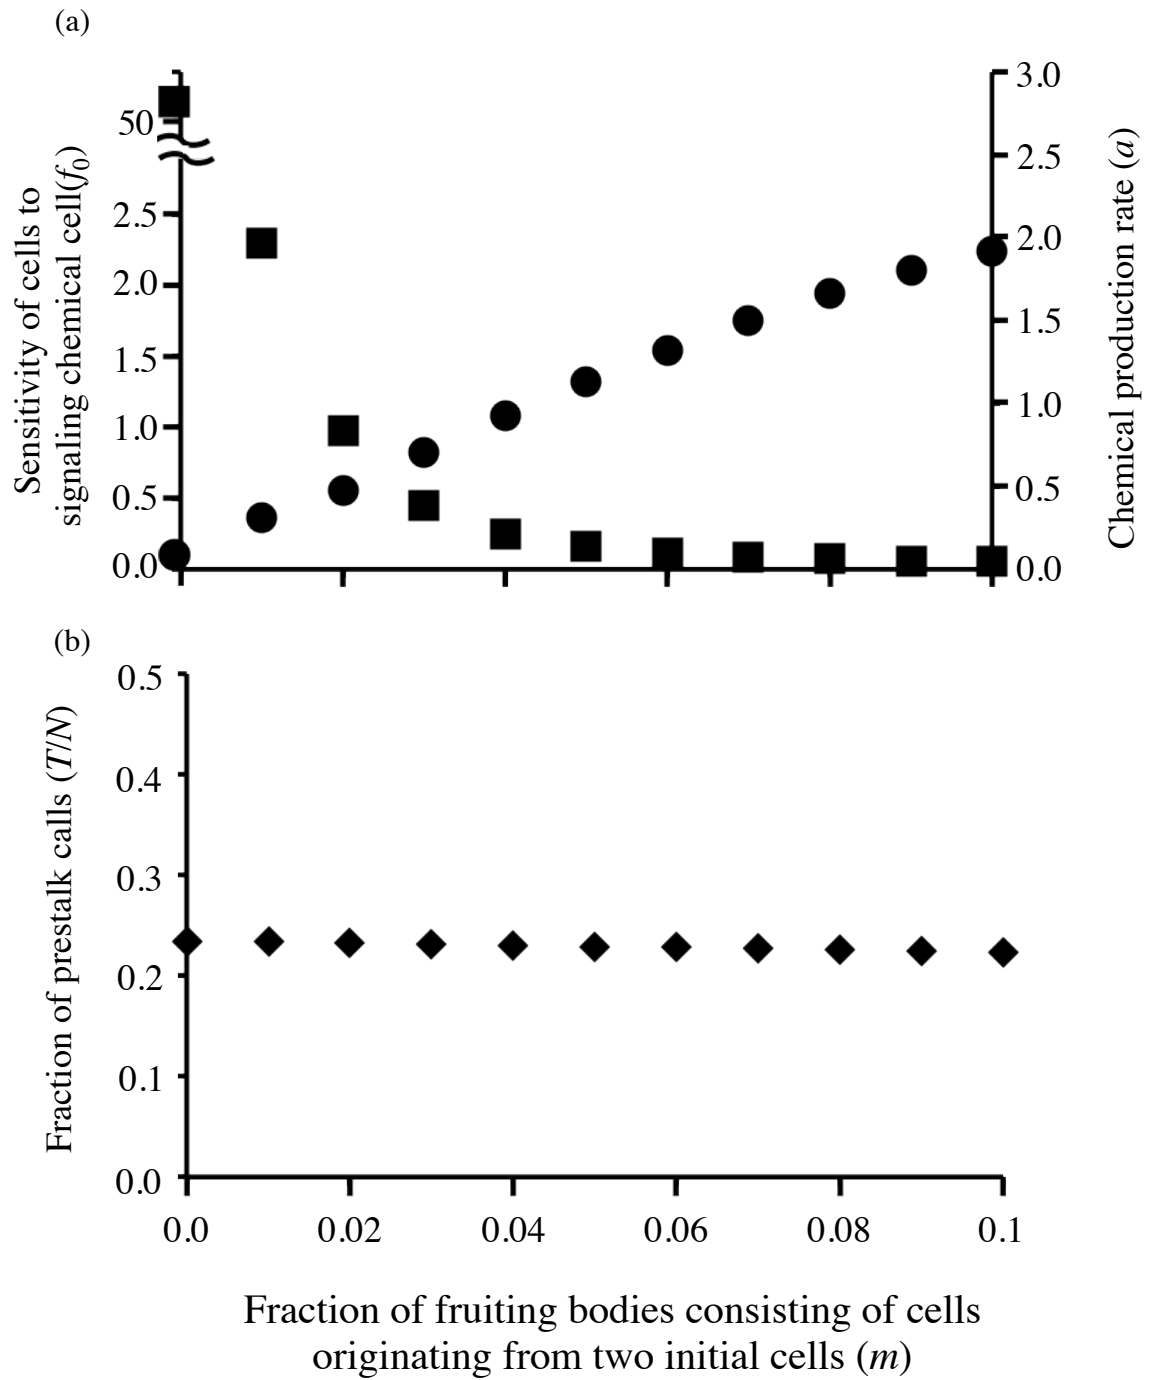 (a)
50
2.5
2.0
1.5
1.0
0.5
0.0
Sensitivity of cells to
signaling chemical cell(f0)
3.0
2.5
2.0
1.5
1.0
0.5
0.0
Chemical production rate (a)
(b)
0.5
0.4
0.3
0.2
0.1
0.0
Fraction of prestalk calls (T/N)
0.0 0.02 0.04 0.06 0.08 0.1
Fraction of fruiting bodies consisting of cells
originating from two initial cells (m)